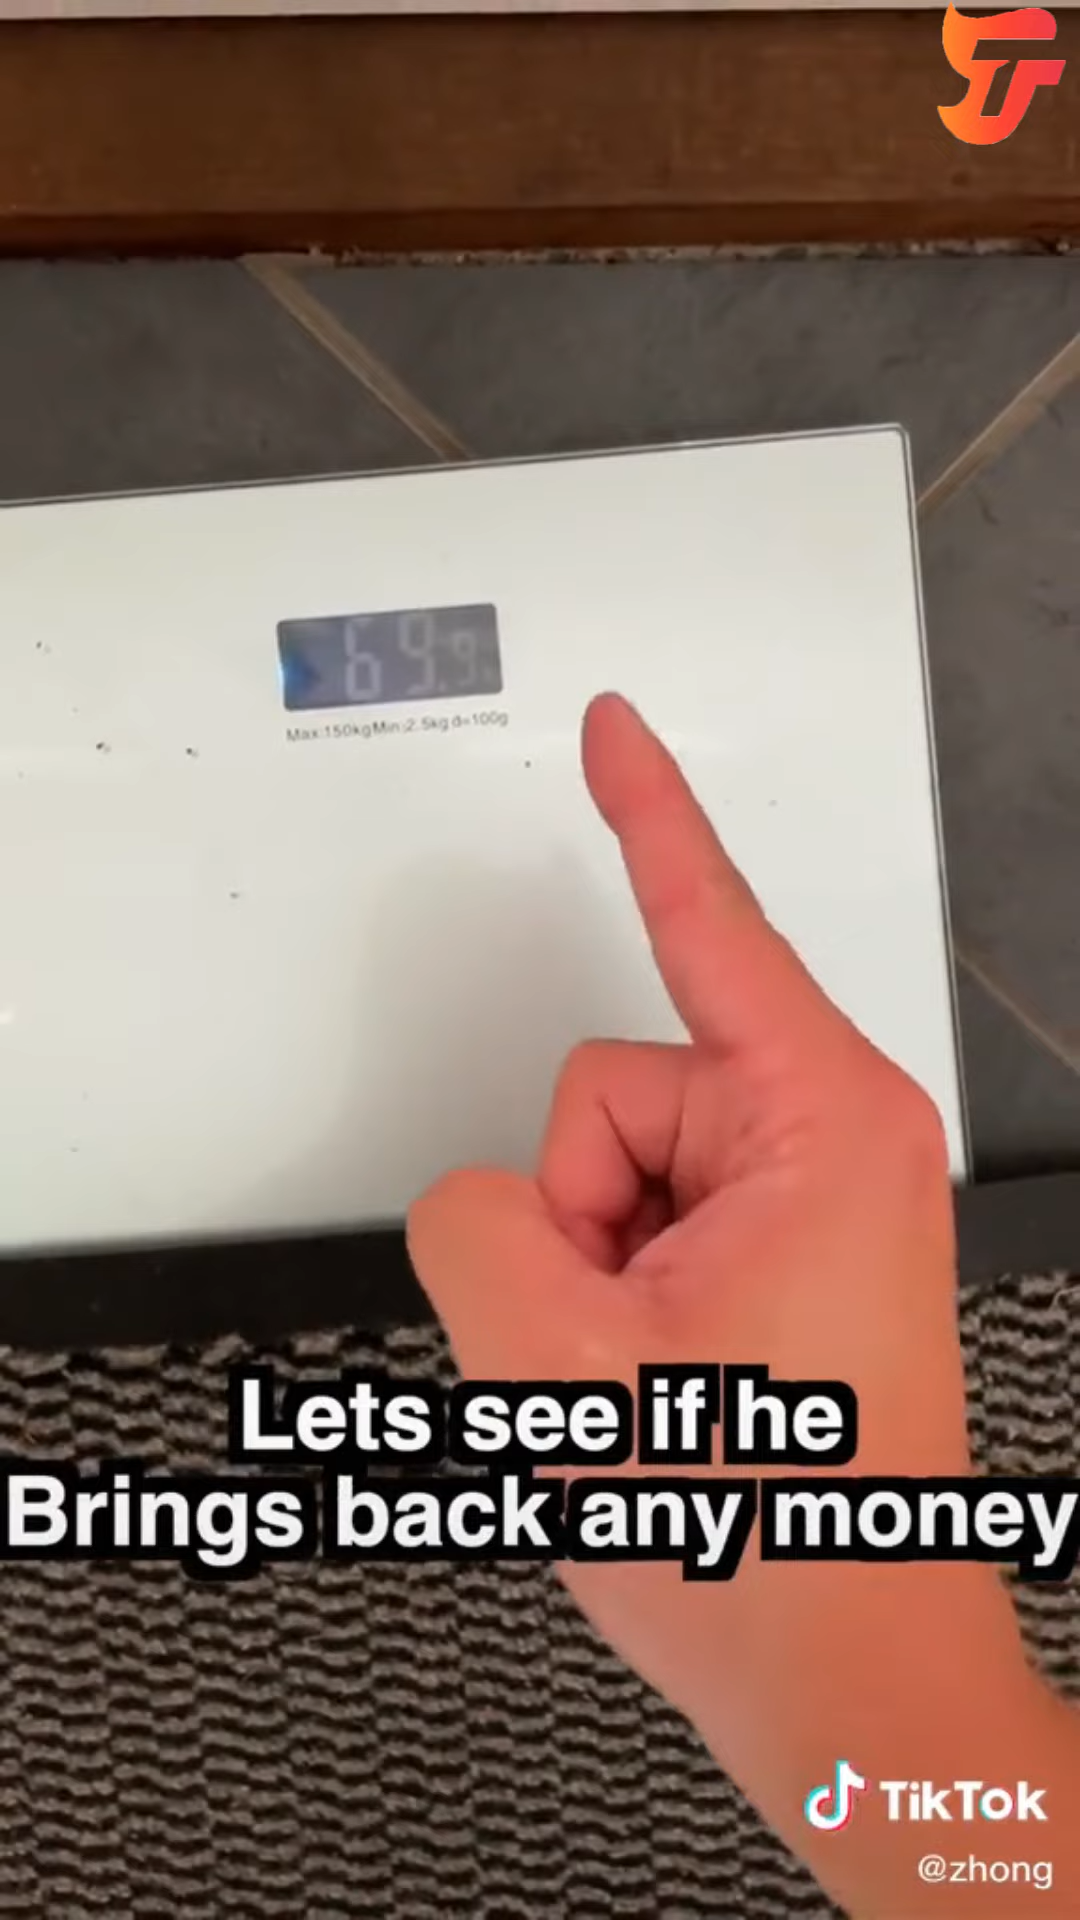 69.9
Max:150kg Min:2.5kg d=100g
Lets see if he
Brings back any money
TikTok
@zhong